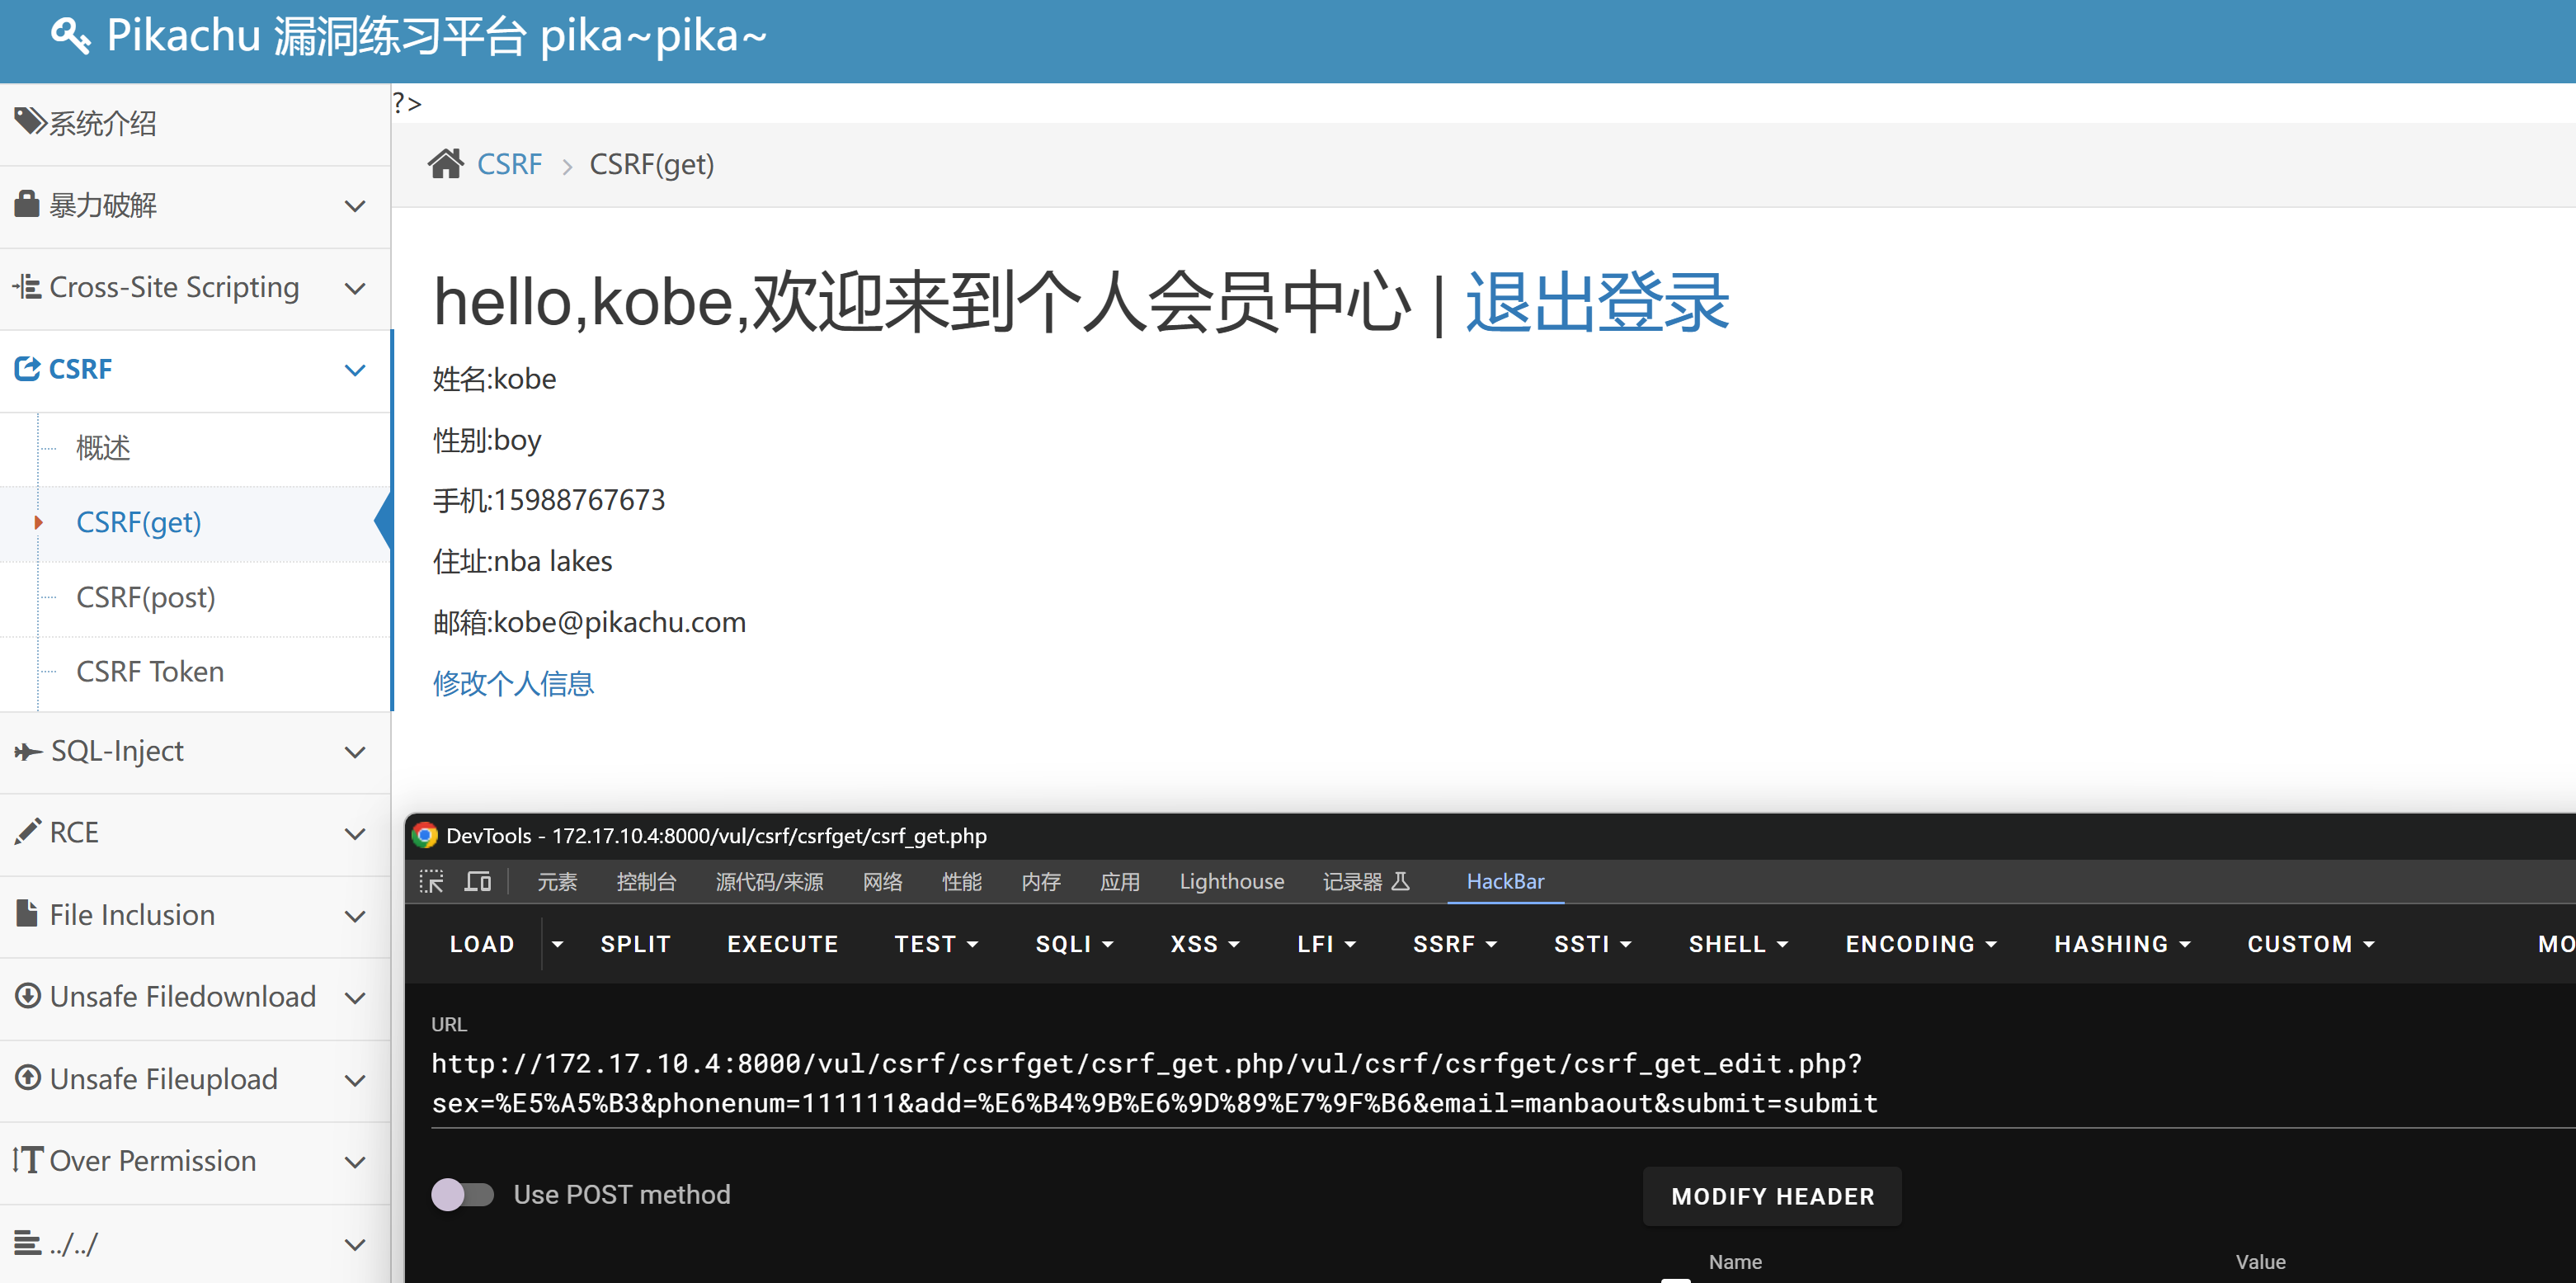 Pikachu 漏洞练习平台 pika~pika~
系统介绍
暴力破解
Cross-Site Scripting
CSRF
概述
CSRF(get)
CSRF(post)
CSRF Token
SQL-Inject
RCE
File Inclusion
Unsafe Filedownload
Unsafe Fileupload
Over Permission
../../
?>
CSRF > CSRF(get)
hello,kobe,欢迎来到个人会员中心 | 退出登录
姓名:kobe
性别:boy
手机:15988767673
住址:nba lakes
邮箱:kobe@pikachu.com
修改个人信息
DevTools - 172.17.10.4:8000/vul/csrf/csrfget/csrf_get.php
元素 控制台 源代码/来源 网络 性能 内存 应用 Lighthouse 记录器 HackBar
LOAD SPLIT EXECUTE TEST SQLI XSS LFI SSRF SSTI SHELL ENCODING HASHING CUSTOM MO
URL
http://172.17.10.4:8000/vul/csrf/csrfget/csrf_get.php/vul/csrf/csrfget/csrf_get_edit.php?
sex=%E5%A5%B3&phonenum=111111&add=%E6%B4%9B%E6%9D%89%E7%9F%B6&email=manbaout&submit=submit
Use POST method
MODIFY HEADER
Name Value